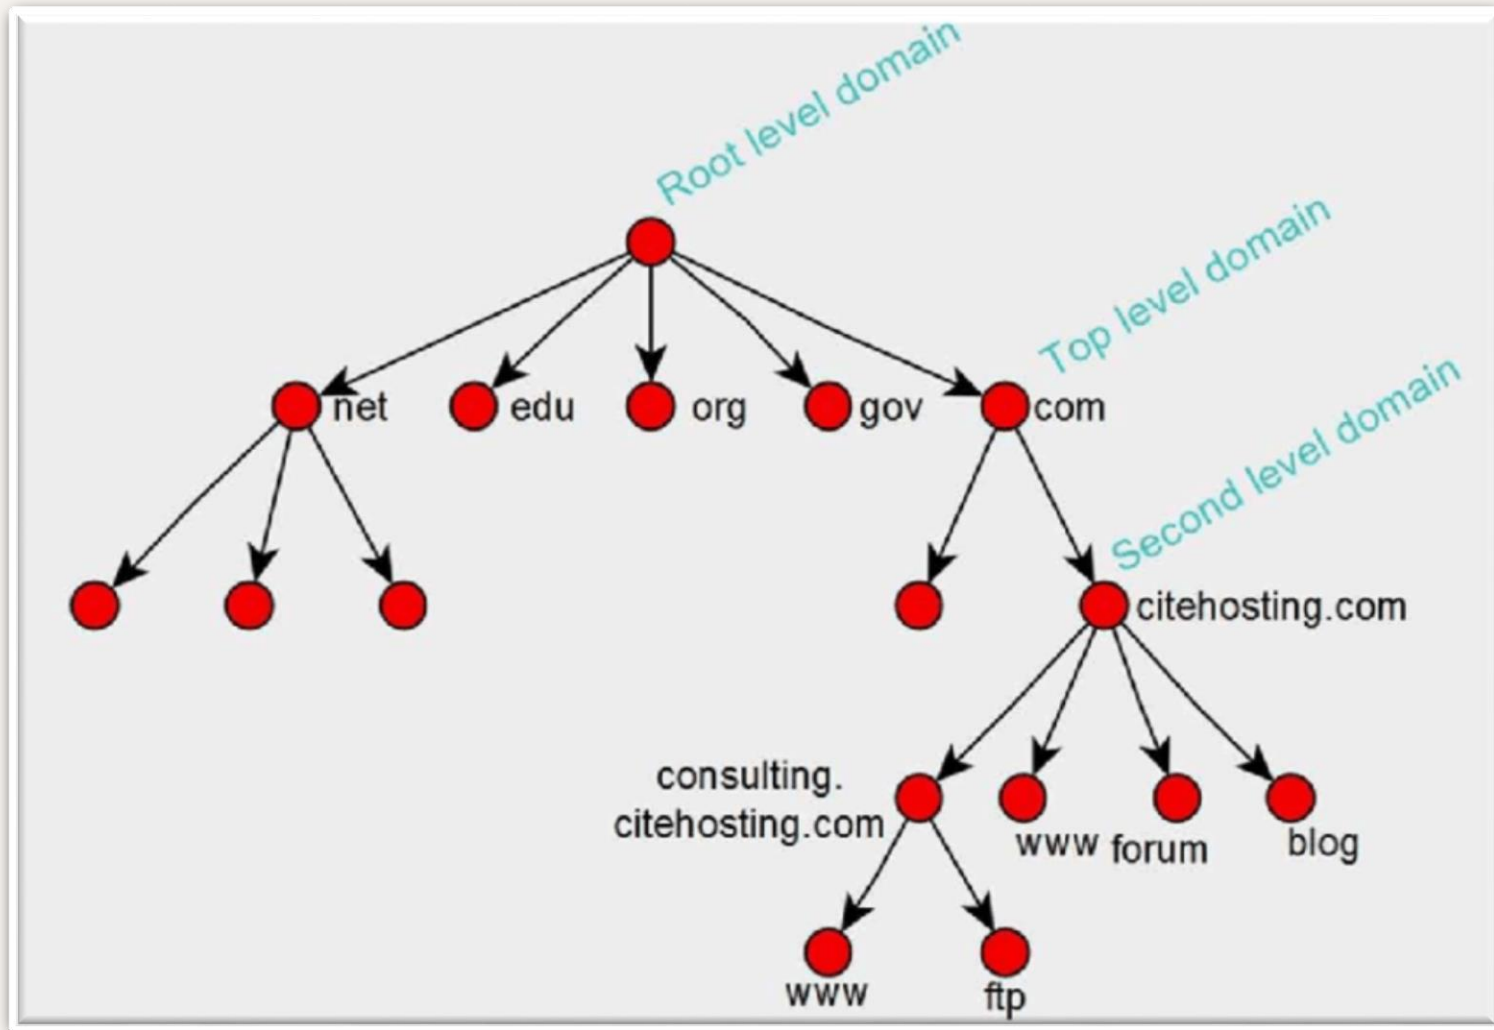 Root level domain
Top level domain
net
edu
org
gov
com
Second level domain
citehosting.com
consulting.
citehosting.com
www
forum
blog
www
ftp